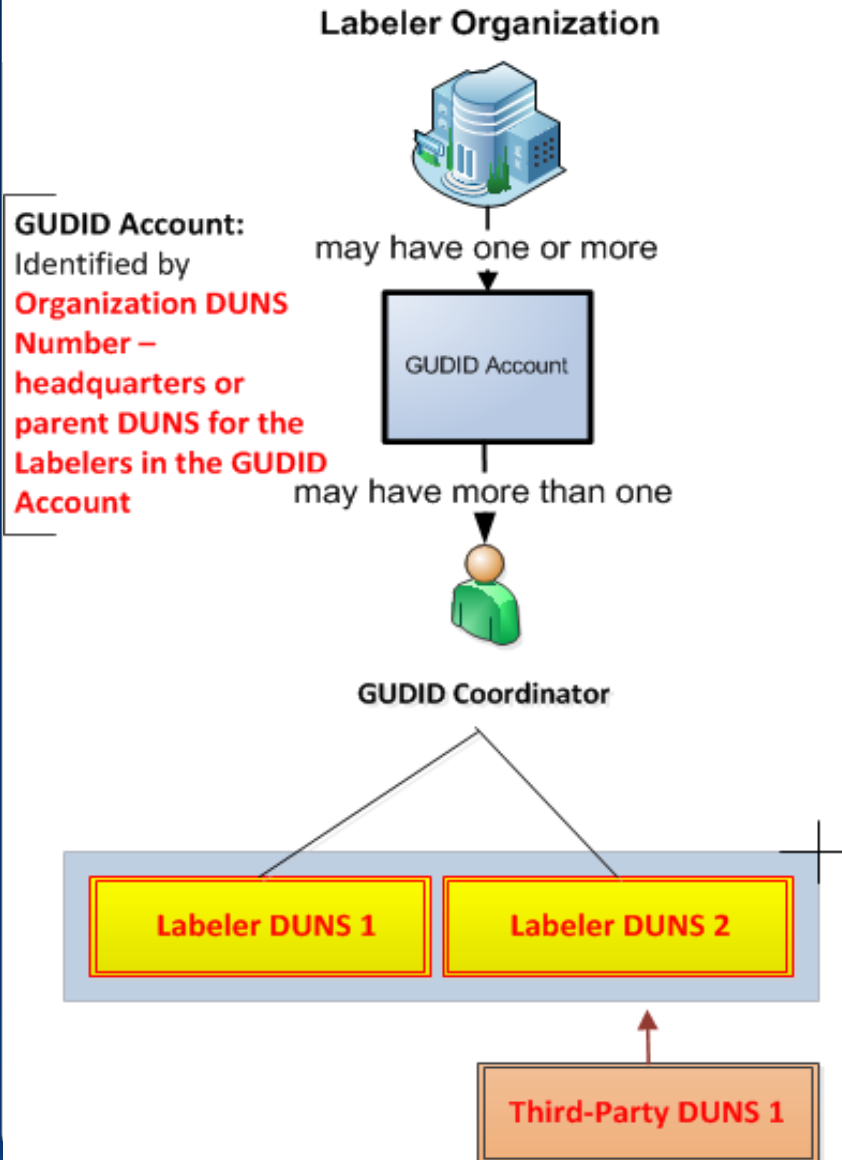 Labeler Organization
may have one or more
GUDID Account:
Identified by
Organization DUNS
Number –
headquarters or
parent DUNS for the
Labelers in the GUDID
Account
GUDID Account
may have more than one
GUDID Coordinator
Labeler DUNS 1
Labeler DUNS 2
Third-Party DUNS 1